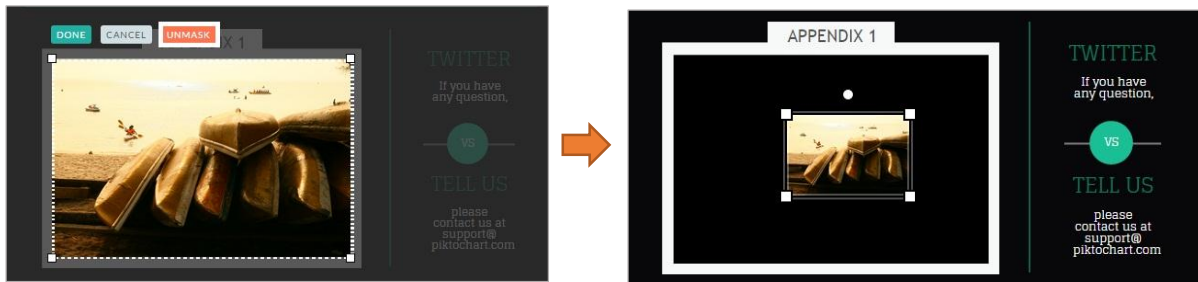 DONE CANCEL UNMASK
X 1
TWITTER
If you have
any question,
VS
TELL US
please
contact us at
support@
piktochart.com
APPENDIX 1
TWITTER
If you have
any question,
VS
TELL US
please
contact us at
support@
piktochart.com